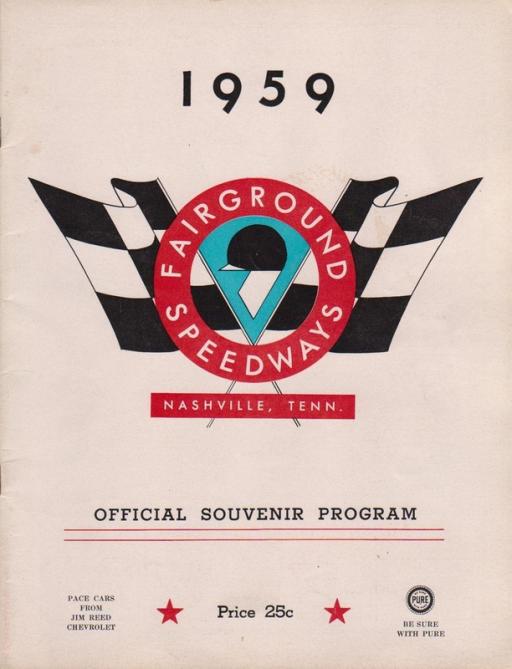 1959
FAIRGROUND
SPEEDWAYS
NASHVILLE, TENN.
OFFICIAL SOUVENIR PROGRAM
PACE CARS
FROM
JIM REED
CHEVROLET
Price 25c
PURE
BE SURE
WITH PURE